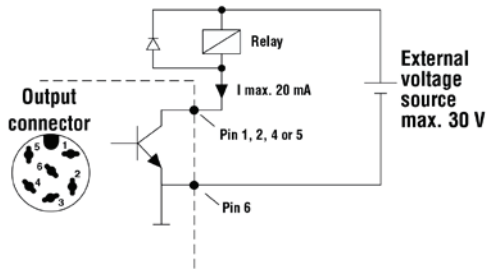 Relay
I max. 20 mA
External
voltage
source
max. 30 V
Output
connector
Pin 1, 2, 4 or 5
5
1
6
4
2
3
Pin 6